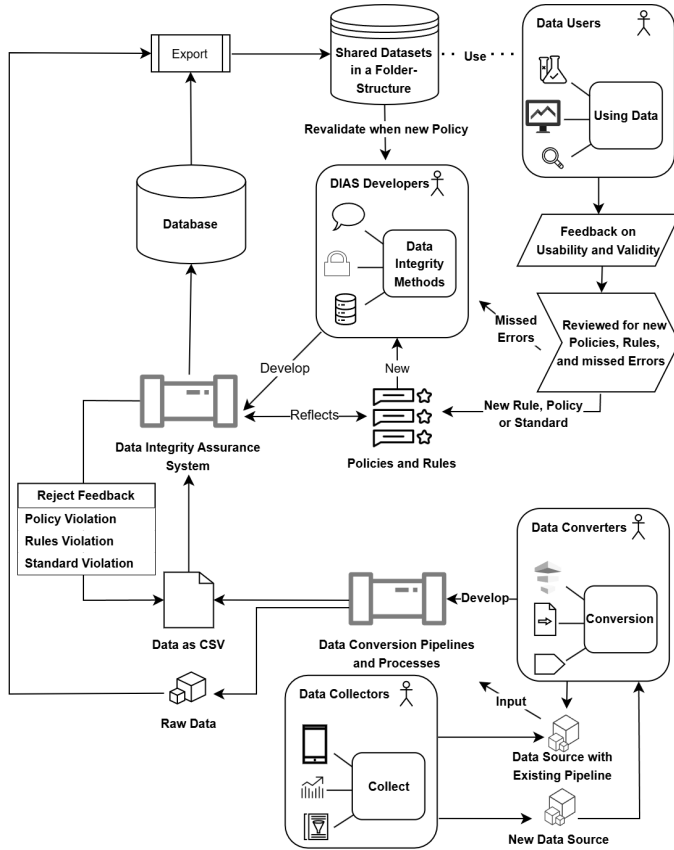 Export
Shared Datasets
in a Folder-
Structure
Use
Data Users
Using Data
Revalidate when new Policy
DIAS Developers
Data
Integrity
Methods
Database
Feedback on
Usability and Validity
Missed
Errors
Reviewed for new
Policies, Rules,
and missed Errors
Develop
New
Reflects
New Rule, Policy
or Standard
Data Integrity Assurance
System
Policies and Rules
Reject Feedback
Policy Violation
Rules Violation
Standard Violation
Data as CSV
Data Conversion Pipelines
and Processes
Develop
Data Converters
Conversion
Raw Data
Data Collectors
Collect
Input
Data Source with
Existing Pipeline
New Data Source